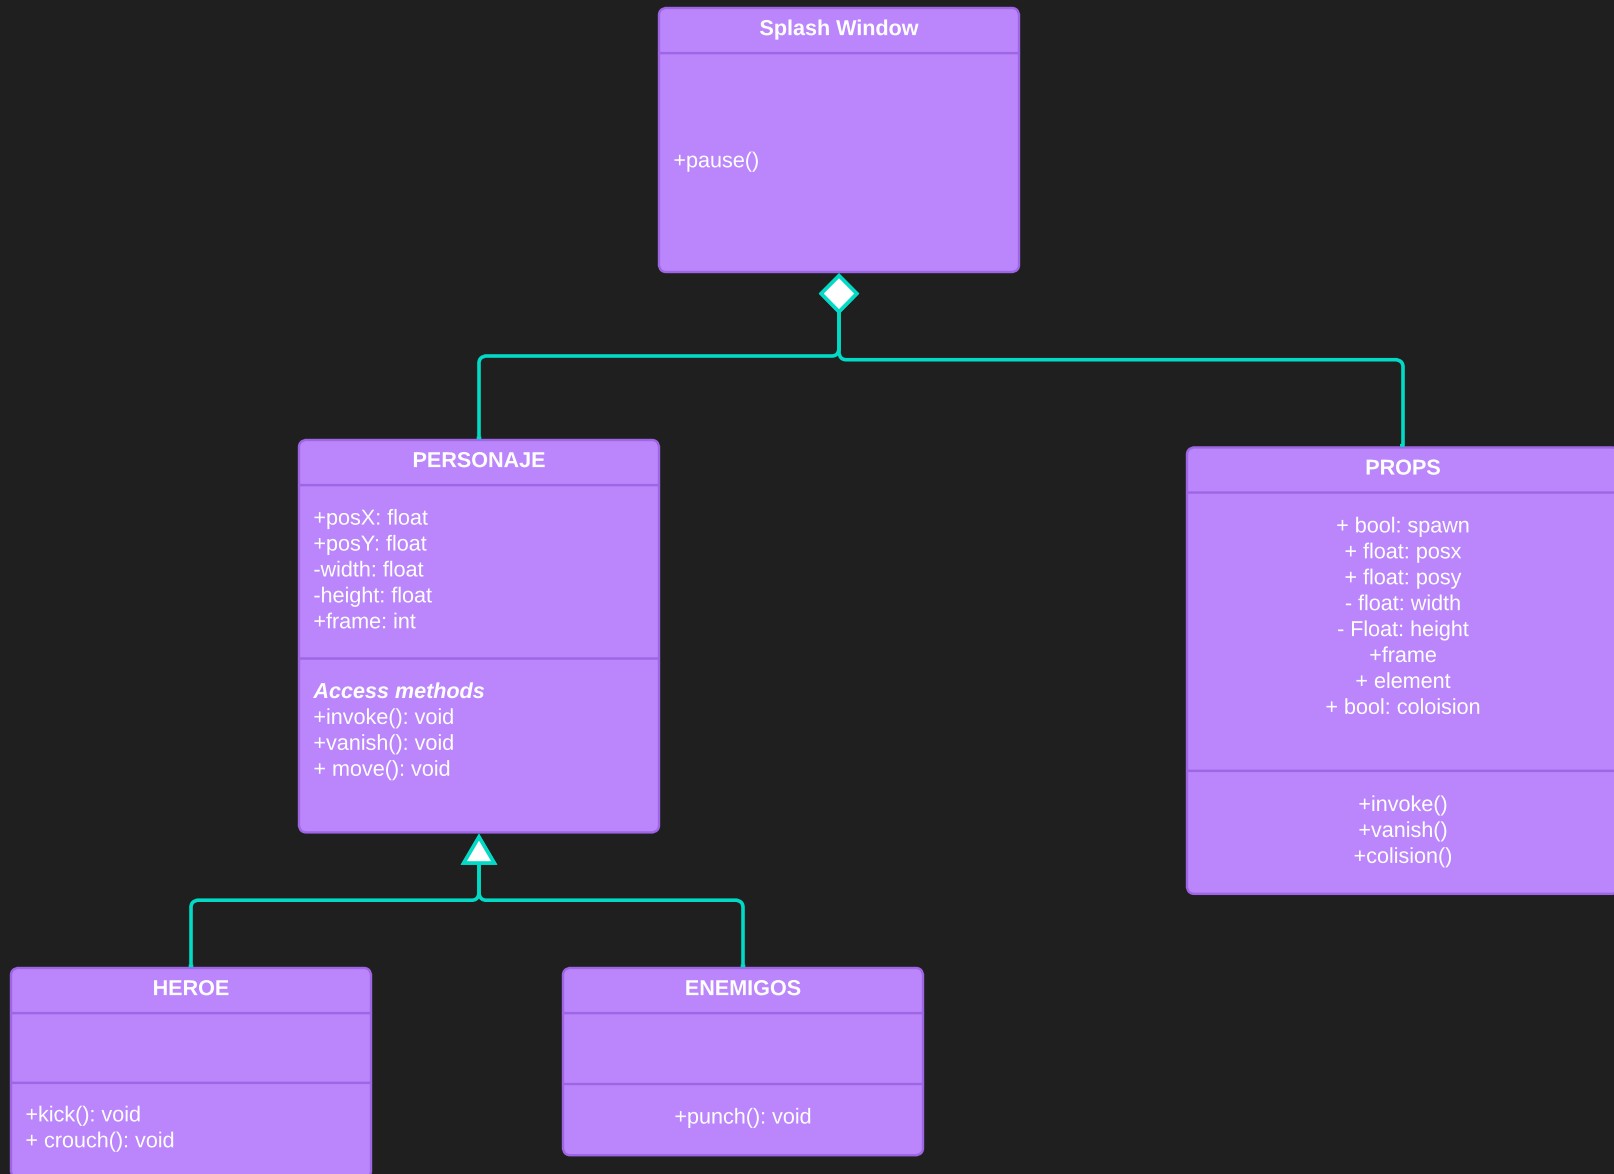 Splash Window
+pause()
PERSONAJE
+posX: float
+posY: float
-width: float
-height: float
+frame: int
Access methods
+invoke(): void
+vanish(): void
+ move(): void
PROPS
+ bool: spawn
+ float: posx
+ float: posy
- float: width
- Float: height
+frame
+ element
+ bool: coloision
+invoke()
+vanish()
+colision()
HEROE
+kick(): void
+ crouch(): void
ENEMIGOS
+punch(): void